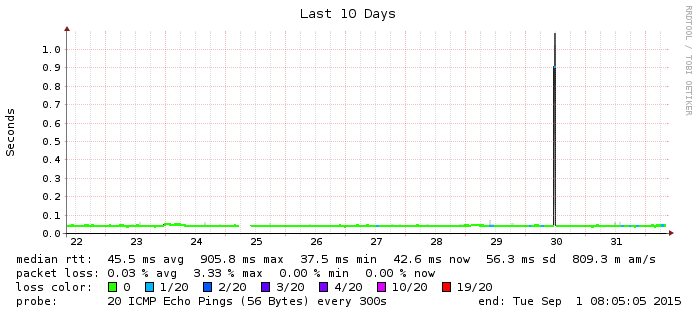 Last 10 Days
RRDTOOL / TOBI OETIKER
Seconds
1.0
0.9
0.8
0.7
0.6
0.5
0.4
0.3
0.2
0.1
0.0
22 23 24 25 26 27 28 29 30 31
median rtt: 45.5 ms avg 905.8 ms max 37.5 ms min 42.6 ms now 56.3 ms sd 809.3 m am/s
packet loss: 0.03 % avg 3.33 % max 0.00 % min 0.00 % now
loss color: 0 1/20 2/20 3/20 4/20 10/20 19/20
probe: 20 ICMP Echo Pings (56 Bytes) every 300s end: Tue Sep 1 08:05:05 2015